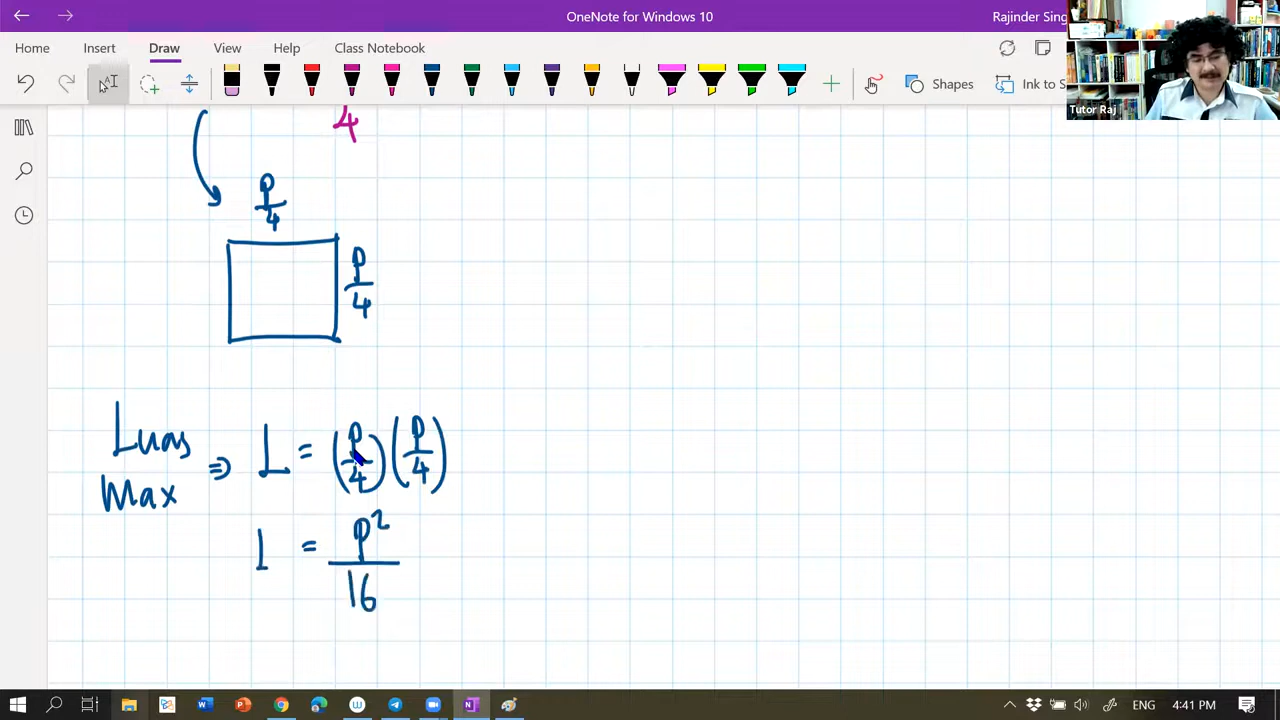 OneNote for Windows 10
Rajinder Sing
Home Insert Draw View Help Class Notebook
Shapes Ink to S
Tutor Raj
4
P/4
P/4
Luas Max ⇒ L = (P/4)(P/4)
l = P²/16
ENG 4:41 PM